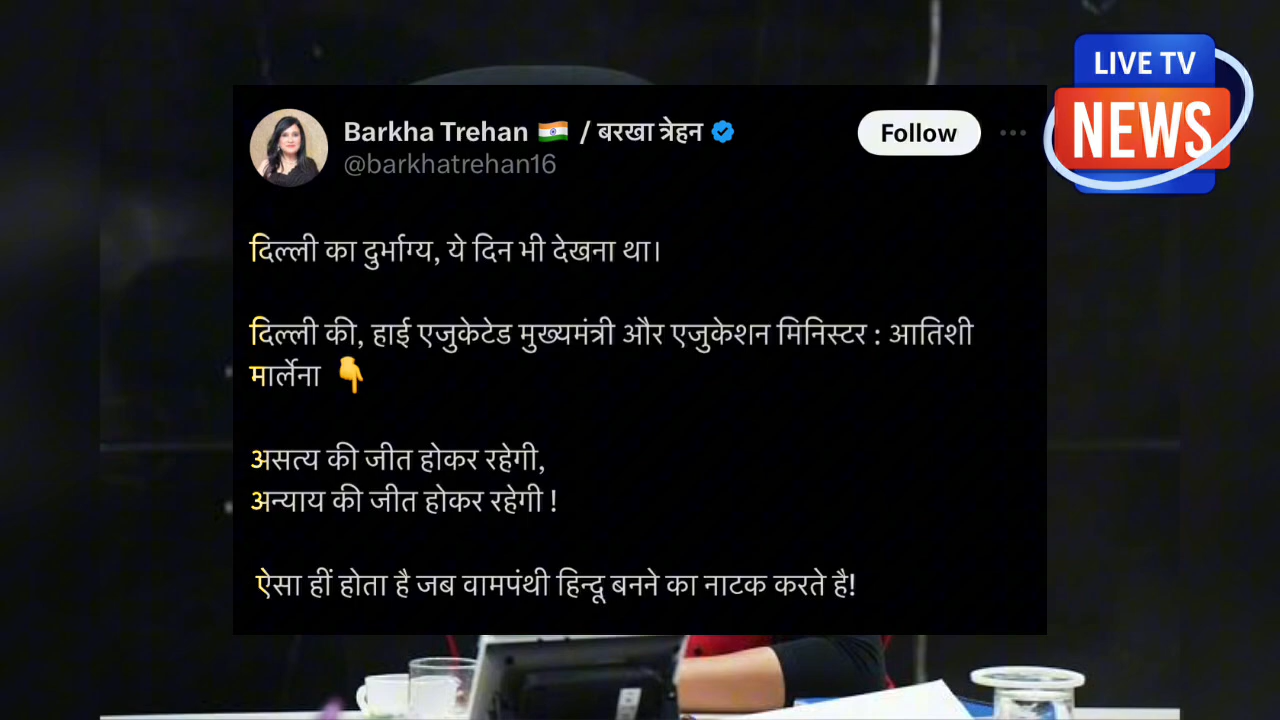 LIVE TV
NEWS
Barkha Trehan 🇮🇳 / बरखा त्रेहन
Follow
@barkhatrehan16
दिल्ली का दुर्भाग्य, ये दिन भी देखना था।
दिल्ली की, हाई एजुकेटेड मुख्यमंत्री और एजुकेशन मिनिस्टर : आतिशी
मार्लेना 👇
असत्य की जीत होकर रहेगी,
अन्याय की जीत होकर रहेगी !
ऐसा हीं होता है जब वामपंथी हिन्दू बनने का नाटक करते है!